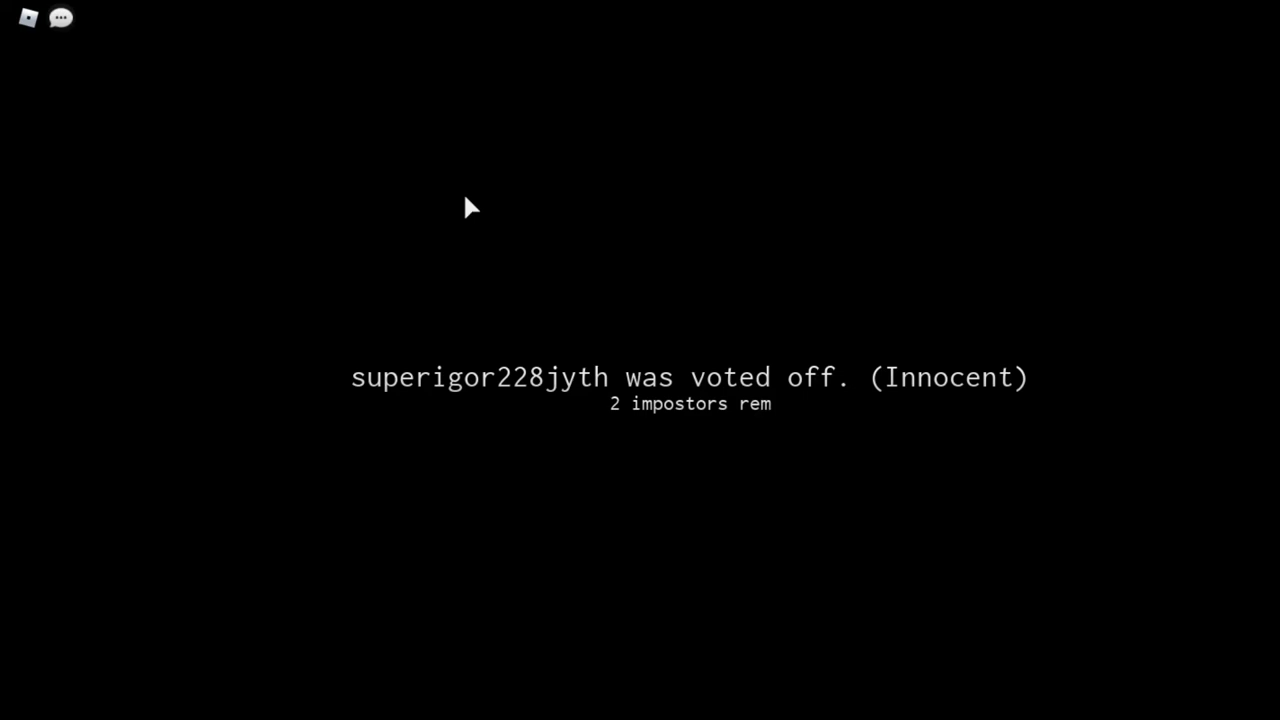 superigor228jyth was voted off. (Innocent)
2 impostors rem